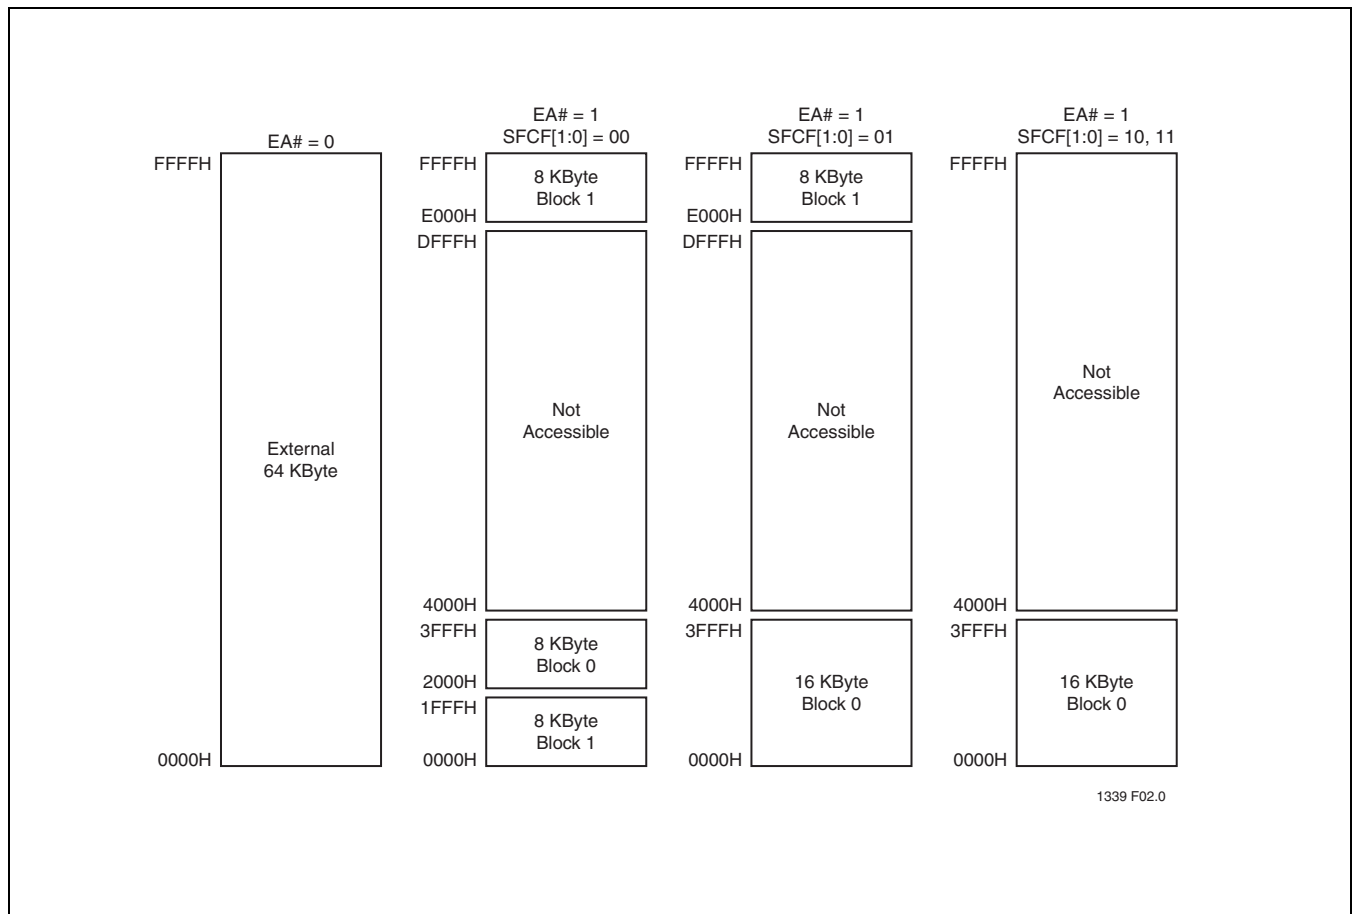 EA# = 0
FFFFH
External
64 KByte
0000H
EA# = 1
SFCF[1:0] = 00
FFFFH
8 KByte
Block 1
E000H
DFFFH
Not
Accessible
4000H
3FFFH
8 KByte
Block 0
2000H
1FFFH
8 KByte
Block 1
0000H
EA# = 1
SFCF[1:0] = 01
FFFFH
8 KByte
Block 1
E000H
DFFFH
Not
Accessible
4000H
3FFFH
16 KByte
Block 0
0000H
EA# = 1
SFCF[1:0] = 10, 11
FFFFH
Not
Accessible
4000H
3FFFH
16 KByte
Block 0
0000H
1339 F02.0